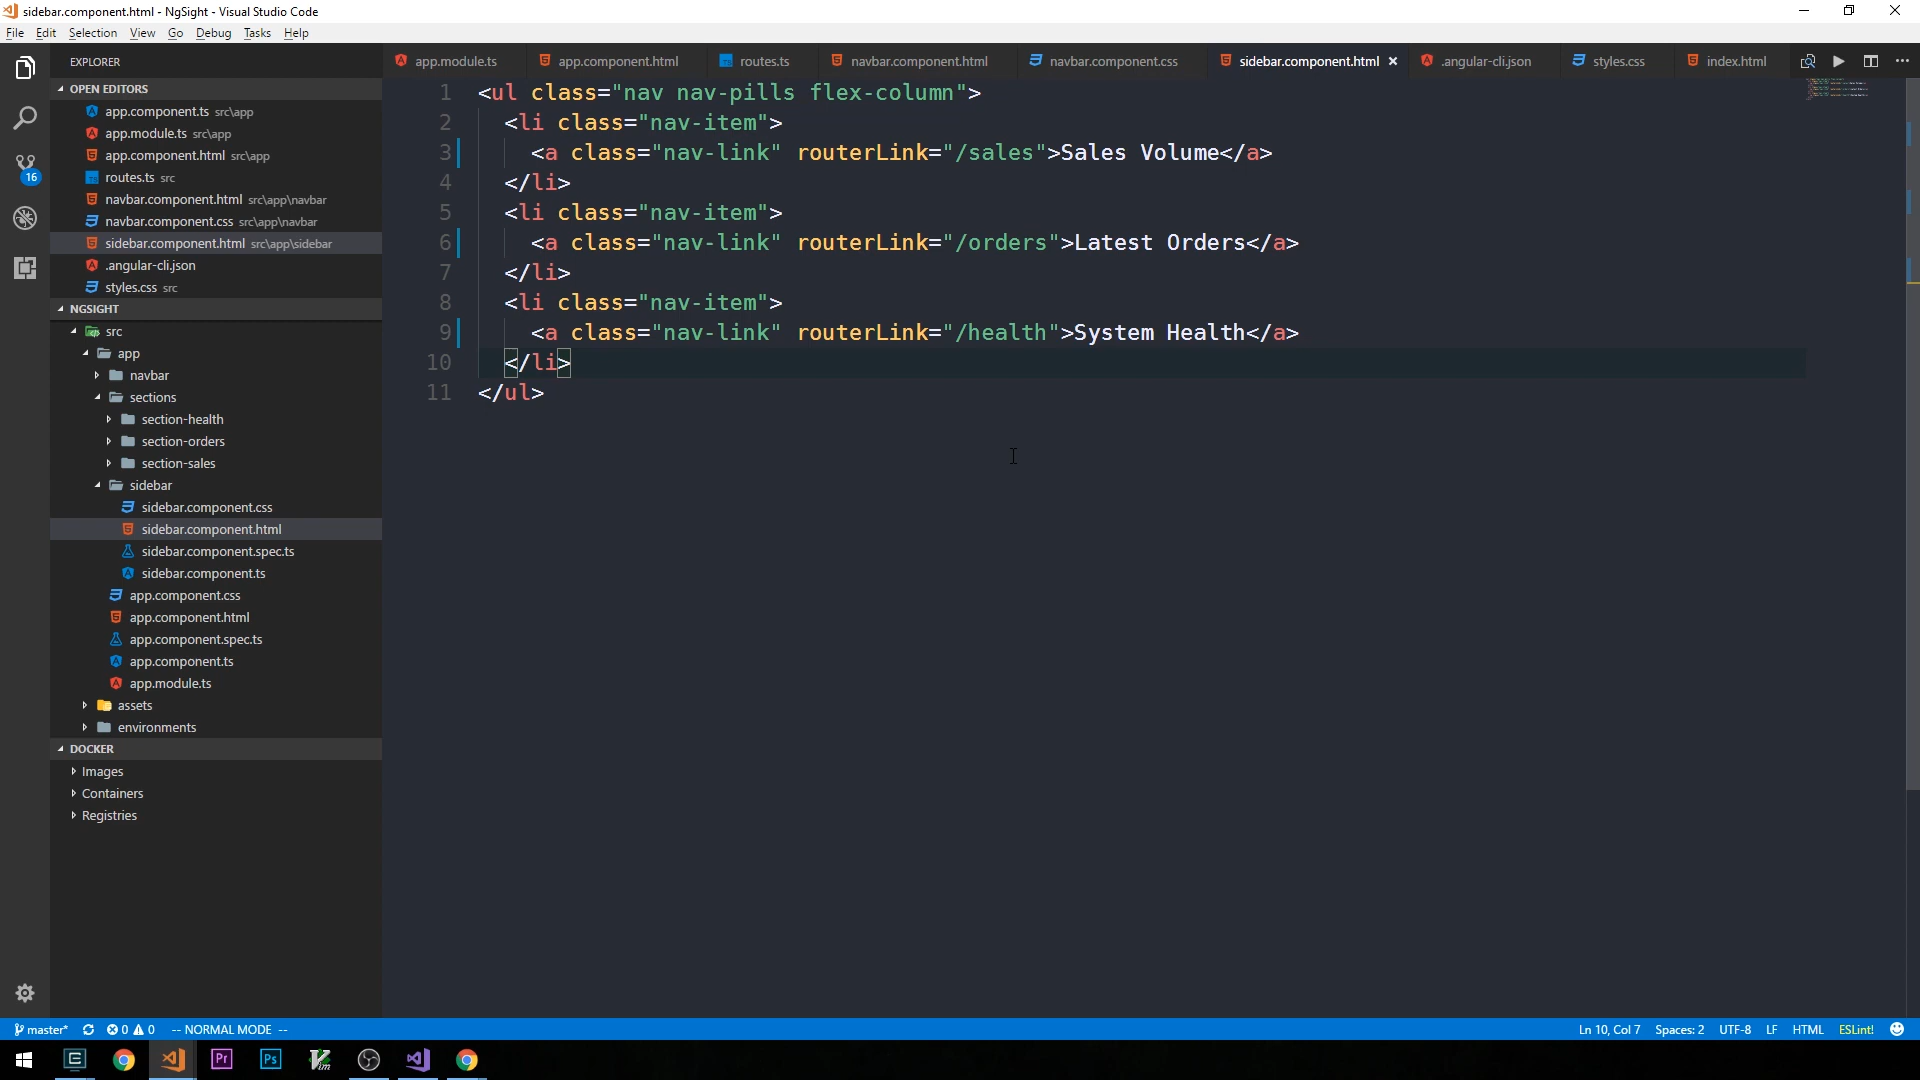 sidebar.component.html - NgSight - Visual Studio Code
File Edit Selection View Go Debug Tasks Help
EXPLORER
OPEN EDITORS
app.component.ts src\app
app.module.ts src\app
app.component.html src\app
routes.ts src
navbar.component.html src\app\navbar
navbar.component.css src\app\navbar
sidebar.component.html src\app\sidebar
.angular-cli.json
styles.css src
NGSIGHT
src
app
navbar
sections
section-health
section-orders
section-sales
sidebar
sidebar.component.css
sidebar.component.html
sidebar.component.spec.ts
sidebar.component.ts
app.component.css
app.component.html
app.component.spec.ts
app.component.ts
app.module.ts
assets
environments
DOCKER
Images
Containers
Registries
16
app.module.ts app.component.html routes.ts navbar.component.html navbar.component.css sidebar.component.html .angular-cli.json styles.css index.html
1 <ul class="nav nav-pills flex-column">
2 <li class="nav-item">
3 <a class="nav-link" routerLink="/sales">Sales Volume</a>
4 </li>
5 <li class="nav-item">
6 <a class="nav-link" routerLink="/orders">Latest Orders</a>
7 </li>
8 <li class="nav-item">
9 <a class="nav-link" routerLink="/health">System Health</a>
10 </li>
11 </ul>
master* 0 0 -- NORMAL MODE -- Ln 10, Col 7 Spaces: 2 UTF-8 LF HTML ESLint!
Pr Ps Vim